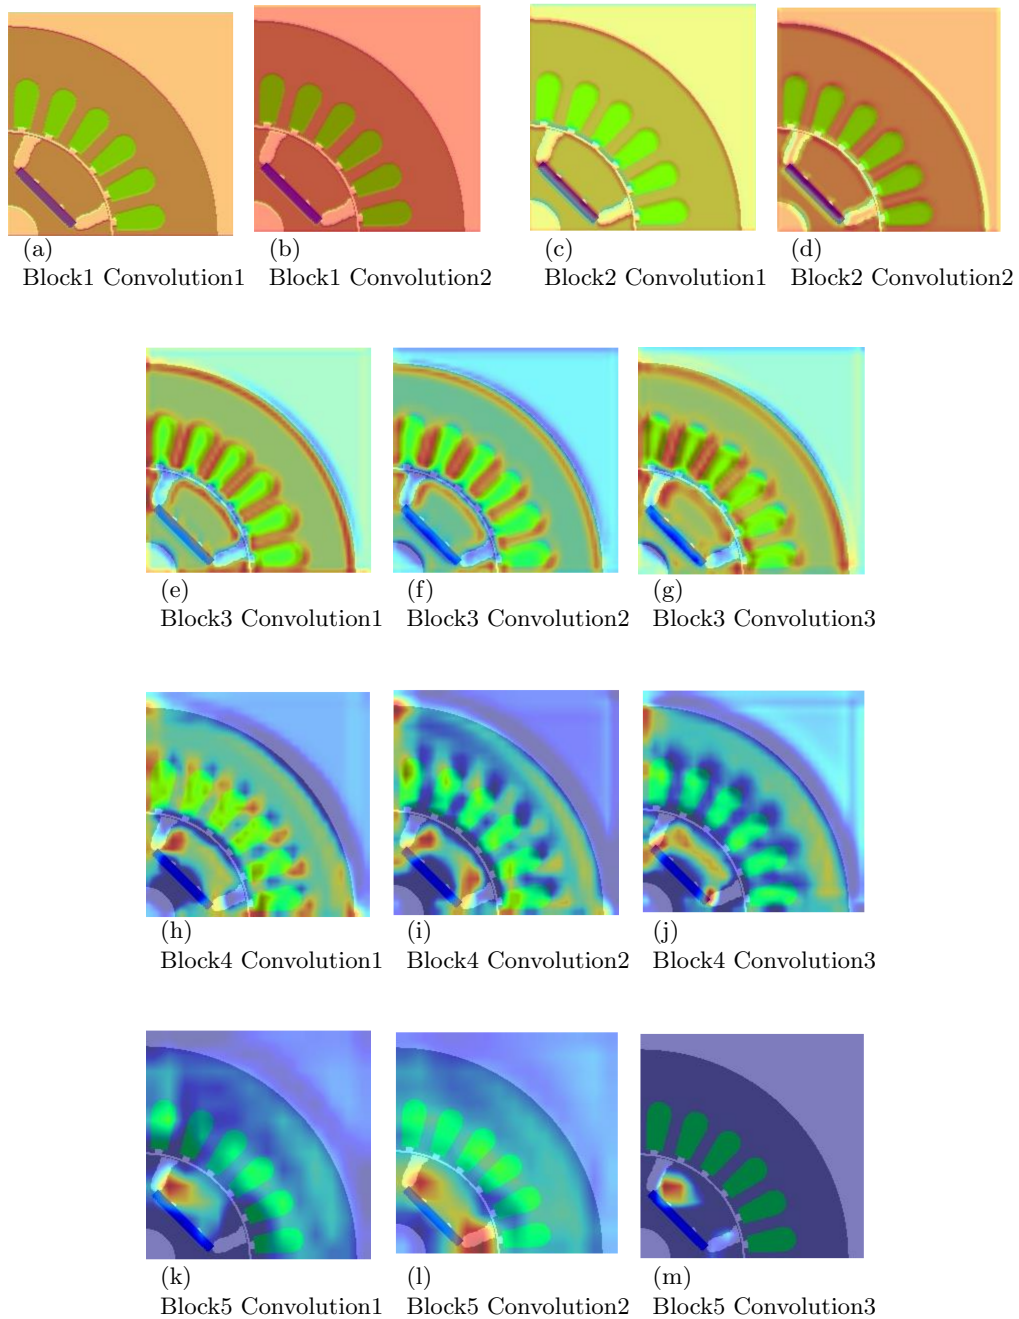 (a)
Block1 Convolution1
(b)
Block1 Convolution2
(c)
Block2 Convolution1
(d)
Block2 Convolution2
(e)
Block3 Convolution1
(f)
Block3 Convolution2
(g)
Block3 Convolution3
(h)
Block4 Convolution1
(i)
Block4 Convolution2
(j)
Block4 Convolution3
(k)
Block5 Convolution1
(l)
Block5 Convolution2
(m)
Block5 Convolution3